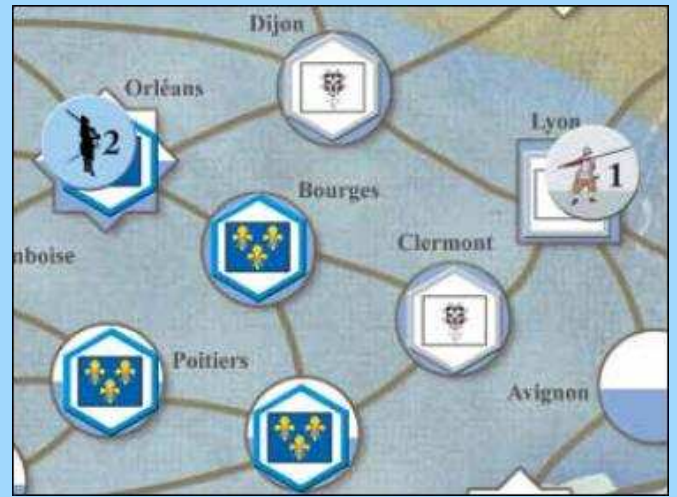 Dijon
Orléans
2
Lyon
1
Bourges
nboise
Clermont
Poitiers
Avignon